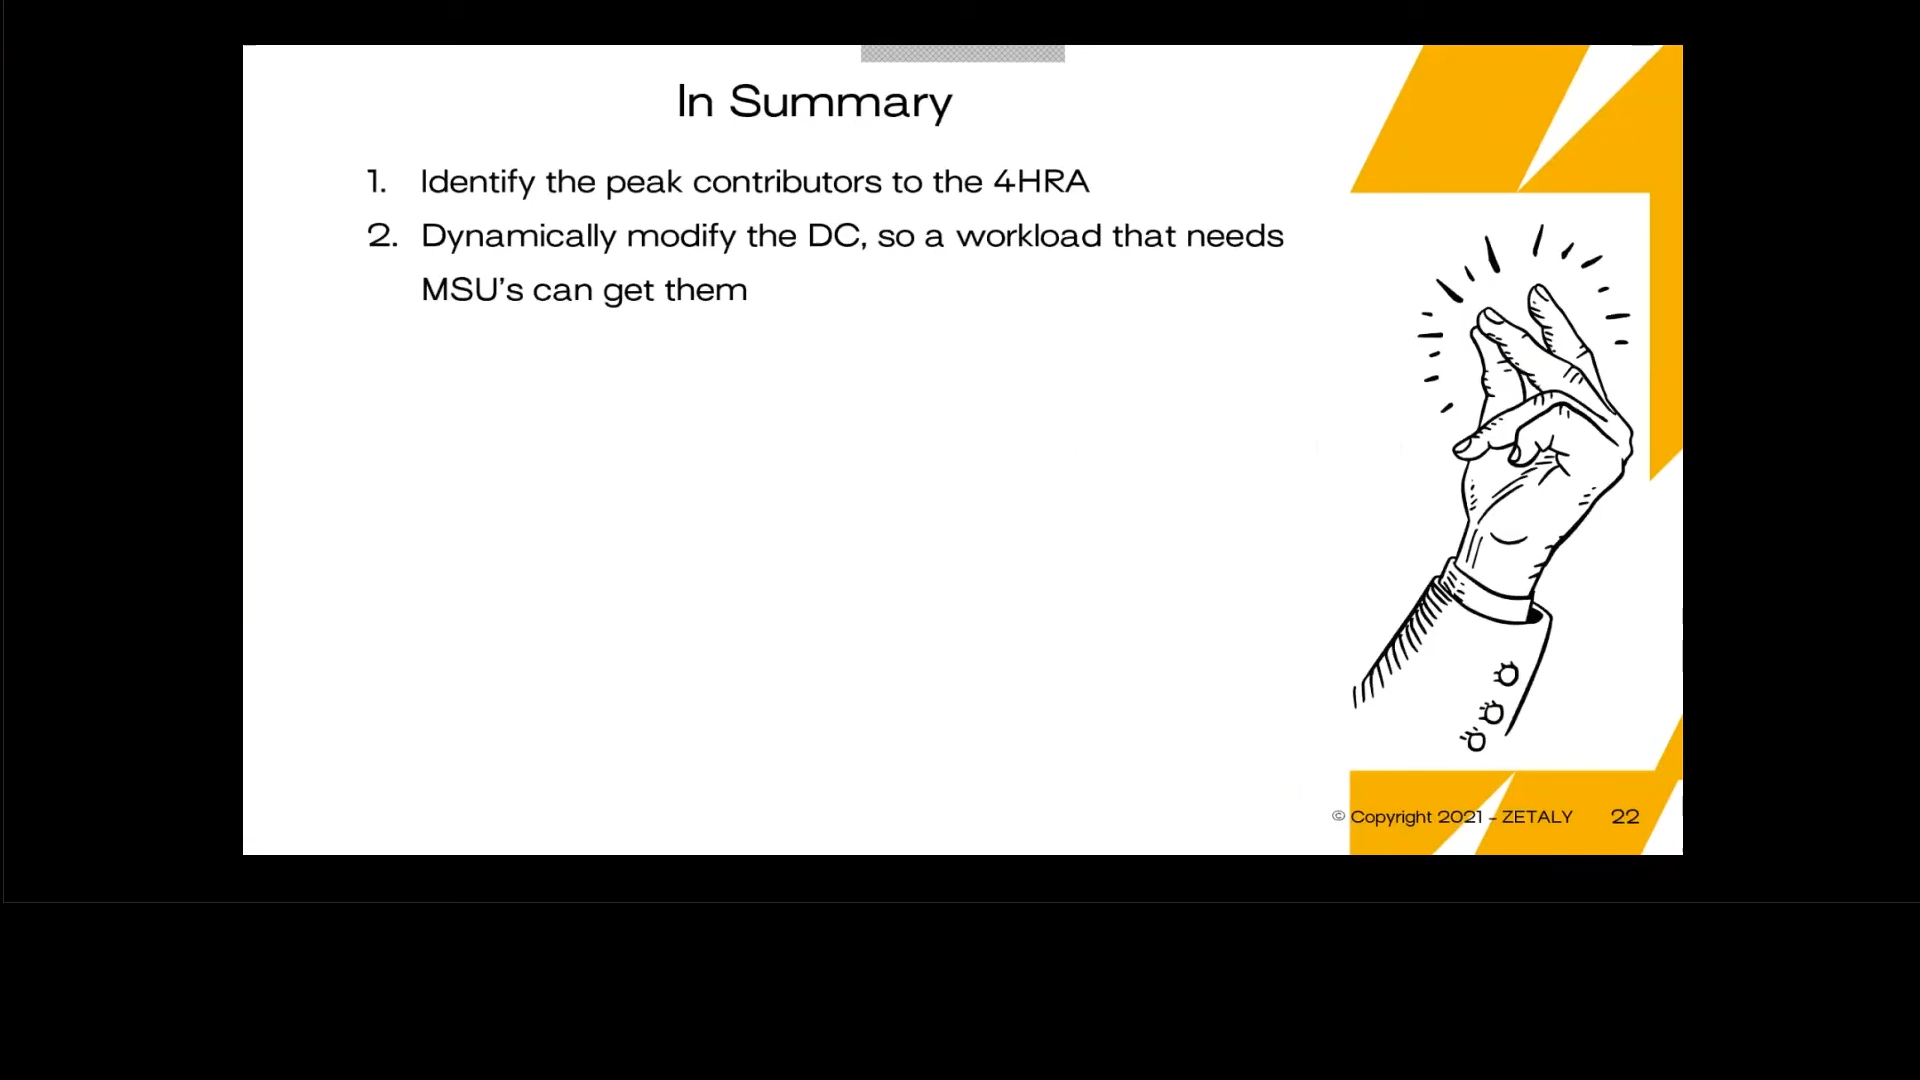 In Summary
1. Identify the peak contributors to the 4HRA
2. Dynamically modify the DC, so a workload that needs
MSU’s can get them
© Copyright 2021 - ZETALY 22